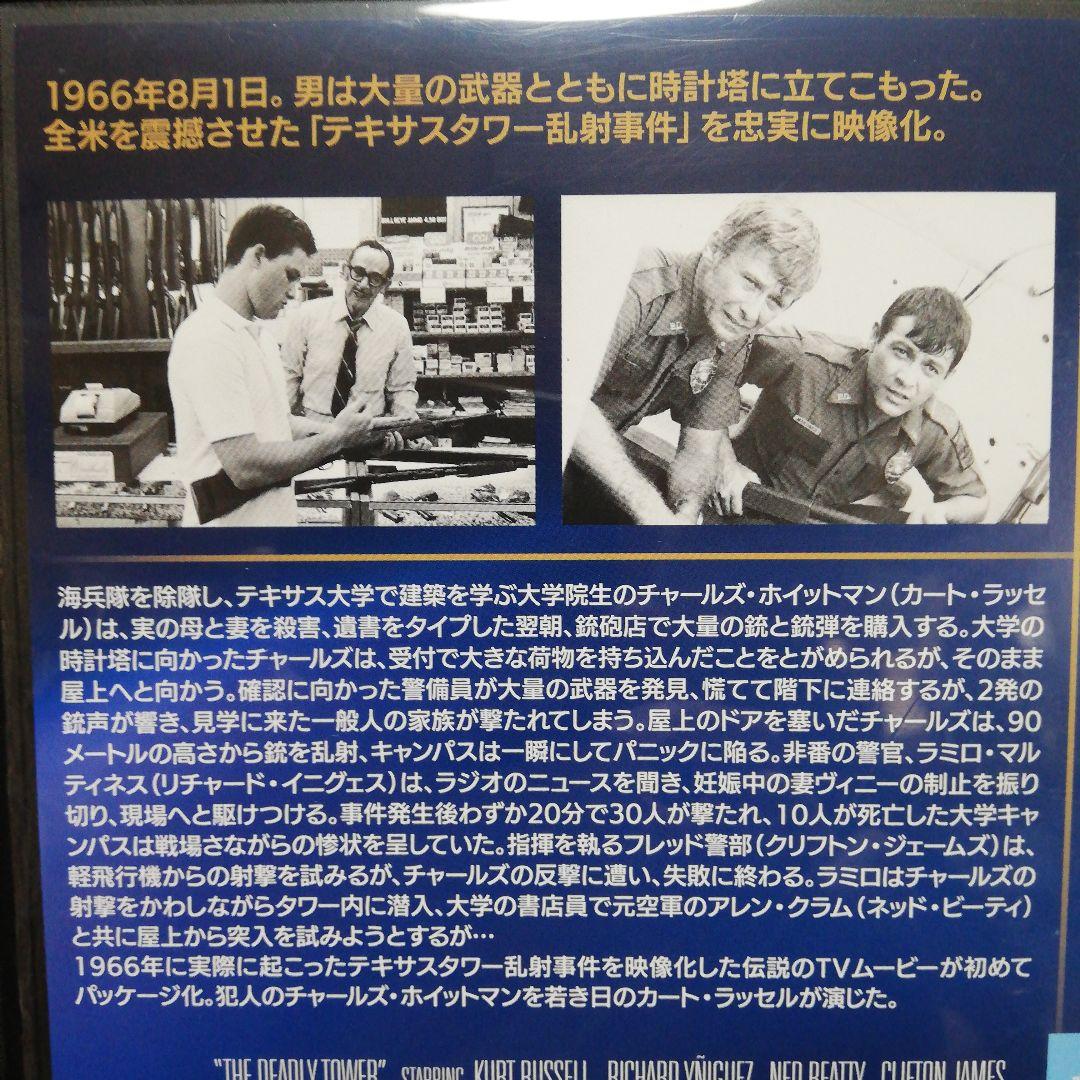 1966年8月1日。男は大量の武器とともに時計塔に立てこもった。
全米を震撼させた「テキサスタワー乱射事件」を忠実に映像化。
海兵隊を除隊し、テキサス大学で建築を学ぶ大学院生のチャールズ・ホイットマン（カート・ラッセ
ル）は、実の母と妻を殺害、遺書をタイプした翌朝、銃砲店で大量の銃と銃弾を購入する。大学の
時計塔に向かったチャールズは、受付で大きな荷物を持ち込んだことをとがめられるが、そのまま
屋上へと向かう。確認に向かった警備員が大量の武器を発見、慌てて階下に連絡するが、2発の
銃声が響き、見学に来た一般人の家族が撃たれてしまう。屋上のドアを塞いだチャールズは、90
メートルの高さから銃を乱射、キャンパスは一瞬にしてパニックに陥る。非番の警官、ラミロ・マル
ティネス（リチャード・イニグェス）は、ラジオのニュースを聞き、妊娠中の妻ヴィニーの制止を振り
切り、現場へと駆けつける。事件発生後わずか20分で30人が撃たれ、10人が死亡した大学キャ
ンパスは戦場さながらの惨状を呈していた。指揮を執るフレッド警部（クリフトン・ジェームズ）は、
軽飛行機からの射撃を試みるが、チャールズの反撃に遭い、失敗に終わる。ラミロはチャールズの
射撃をかわしながらタワー内に潜入、大学の書店員で元空軍のアレン・クラム（ネッド・ビーティ）
と共に屋上から突入を試みようとするが…
1966年に実際に起こったテキサスタワー乱射事件を映像化した伝説のTVムービーが初めて
パッケージ化。犯人のチャールズ・ホイットマンを若き日のカート・ラッセルが演じた。
"THE DEADLY TOWER" STARRING KURT RUSSELL RICHARD YÑIGUEZ NED BEATTY CLIFTON JAMES